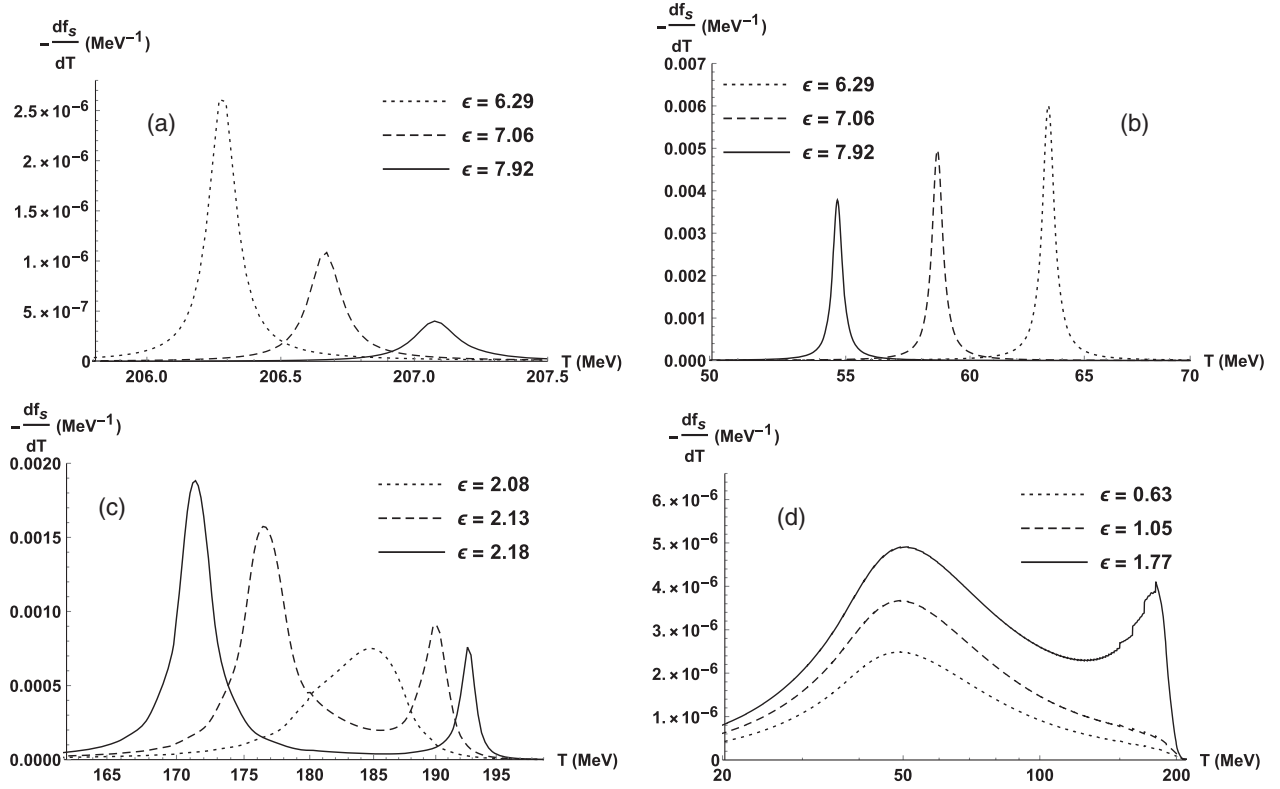 − df_s/dT (MeV⁻¹)
(a)
ϵ = 6.29
ϵ = 7.06
ϵ = 7.92
2.5 × 10⁻⁶
2. × 10⁻⁶
1.5 × 10⁻⁶
1. × 10⁻⁶
5. × 10⁻⁷
0
206.0 206.5 207.0 207.5
T (MeV)
− df_s/dT (MeV⁻¹)
(b)
ϵ = 6.29
ϵ = 7.06
ϵ = 7.92
0.007
0.006
0.005
0.004
0.003
0.002
0.001
0.000
50 55 60 65 70
T (MeV)
− df_s/dT (MeV⁻¹)
(c)
ϵ = 2.08
ϵ = 2.13
ϵ = 2.18
0.0020
0.0015
0.0010
0.0005
0.0000
165 170 175 180 185 190 195
T (MeV)
− df_s/dT (MeV⁻¹)
(d)
ϵ = 0.63
ϵ = 1.05
ϵ = 1.77
6. × 10⁻⁶
5. × 10⁻⁶
4. × 10⁻⁶
3. × 10⁻⁶
2. × 10⁻⁶
1. × 10⁻⁶
0
20 50 100 200
T (MeV)